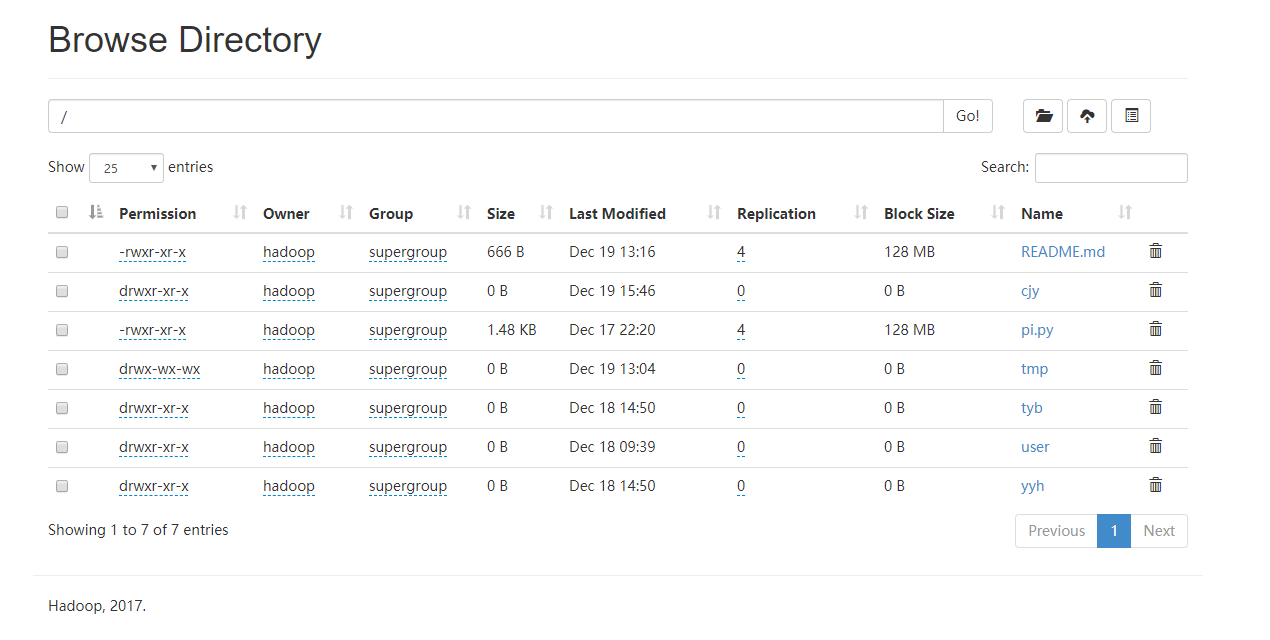 Browse Directory
/ Go!
Show 25 entries Search:
Permission Owner Group Size Last Modified Replication Block Size Name
-rwxr-xr-x hadoop supergroup 666 B Dec 19 13:16 4 128 MB README.md
drwxr-xr-x hadoop supergroup 0 B Dec 19 15:46 0 0 B cjy
-rwxr-xr-x hadoop supergroup 1.48 KB Dec 17 22:20 4 128 MB pi.py
drwx-wx-wx hadoop supergroup 0 B Dec 19 13:04 0 0 B tmp
drwxr-xr-x hadoop supergroup 0 B Dec 18 14:50 0 0 B tyb
drwxr-xr-x hadoop supergroup 0 B Dec 18 09:39 0 0 B user
drwxr-xr-x hadoop supergroup 0 B Dec 18 14:50 0 0 B yyh
Showing 1 to 7 of 7 entries Previous 1 Next
Hadoop, 2017.